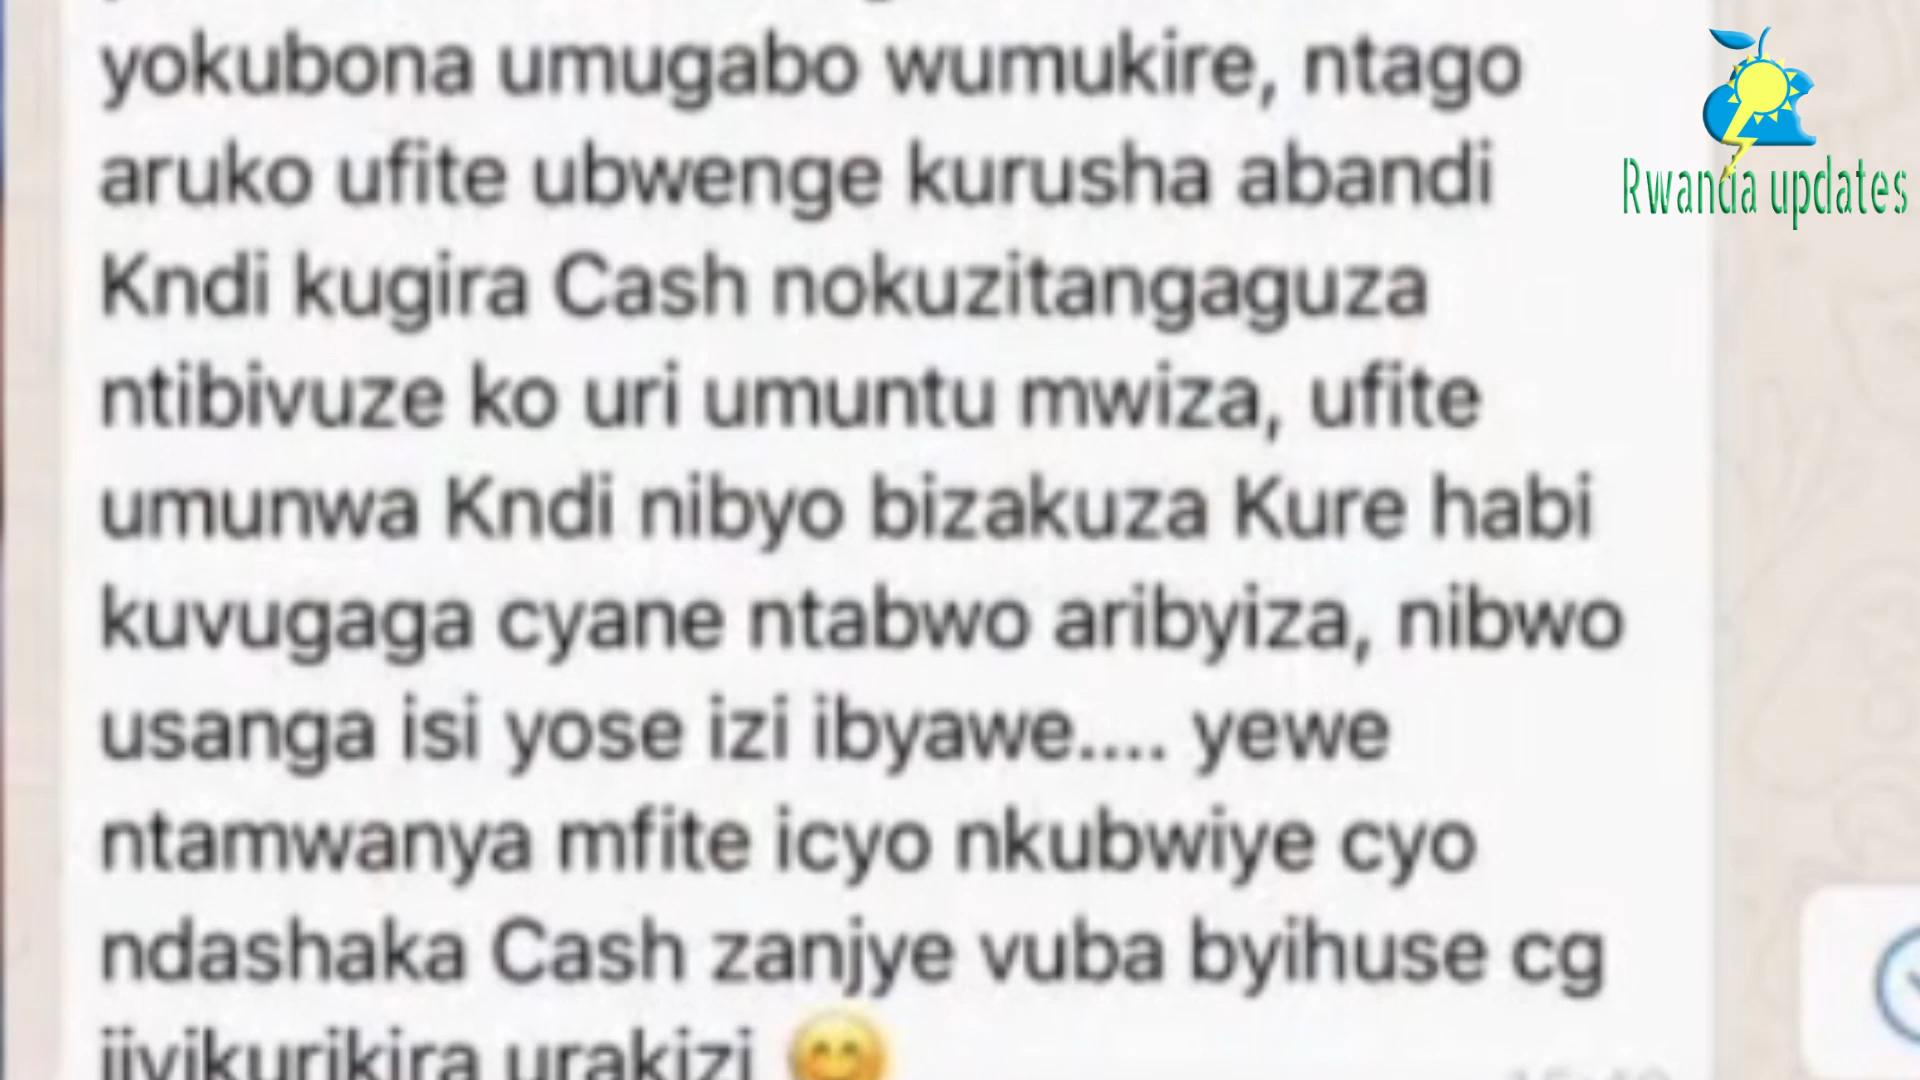 yokubona umugabo wumukire, ntago
aruko ufite ubwenge kurusha abandi
Kndi kugira Cash nokuzitangaguza
ntibivuze ko uri umuntu mwiza, ufite
umunwa Kndi nibyo bizakuza Kure habi
kuvugaga cyane ntabwo aribyiza, nibwo
usanga isi yose izi ibyawe.... yewe
ntamwanya mfite icyo nkubwiye cyo
ndashaka Cash zanjye vuba byihuse cg
urakizi 😊
Rwanda updates